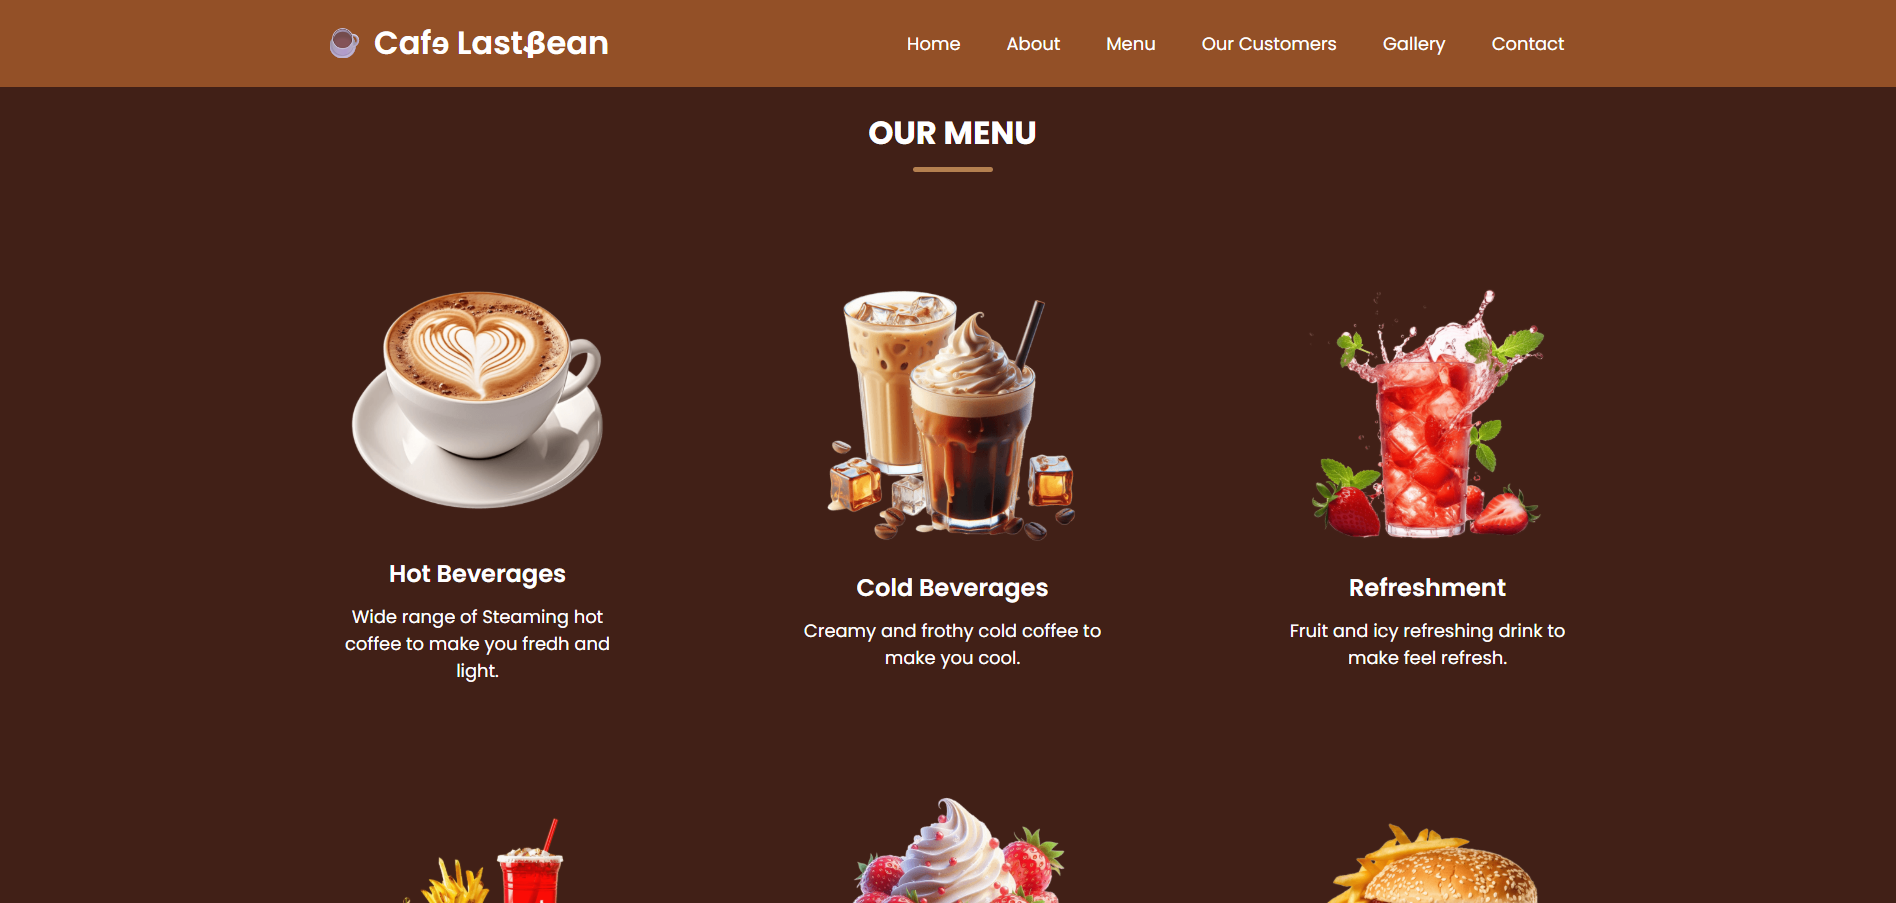 Cafɘ Lastβean
Home About Menu Our Customers Gallery Contact
OUR MENU
Hot Beverages
Wide range of Steaming hot
coffee to make you fredh and
light.
Cold Beverages
Creamy and frothy cold coffee to
make you cool.
Refreshment
Fruit and icy refreshing drink to
make feel refresh.